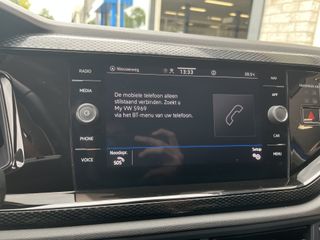 RADIO
MEDIA
PHONE
VOICE
Nieuweweg
13:33
De mobiele telefoon alleen
stilstaand verbinden. Zoekt u
My VW 5969
via het BT-menu van uw telefoon.
Noodopr.
SOS
Setup
NAV
APP
CAR
MENU